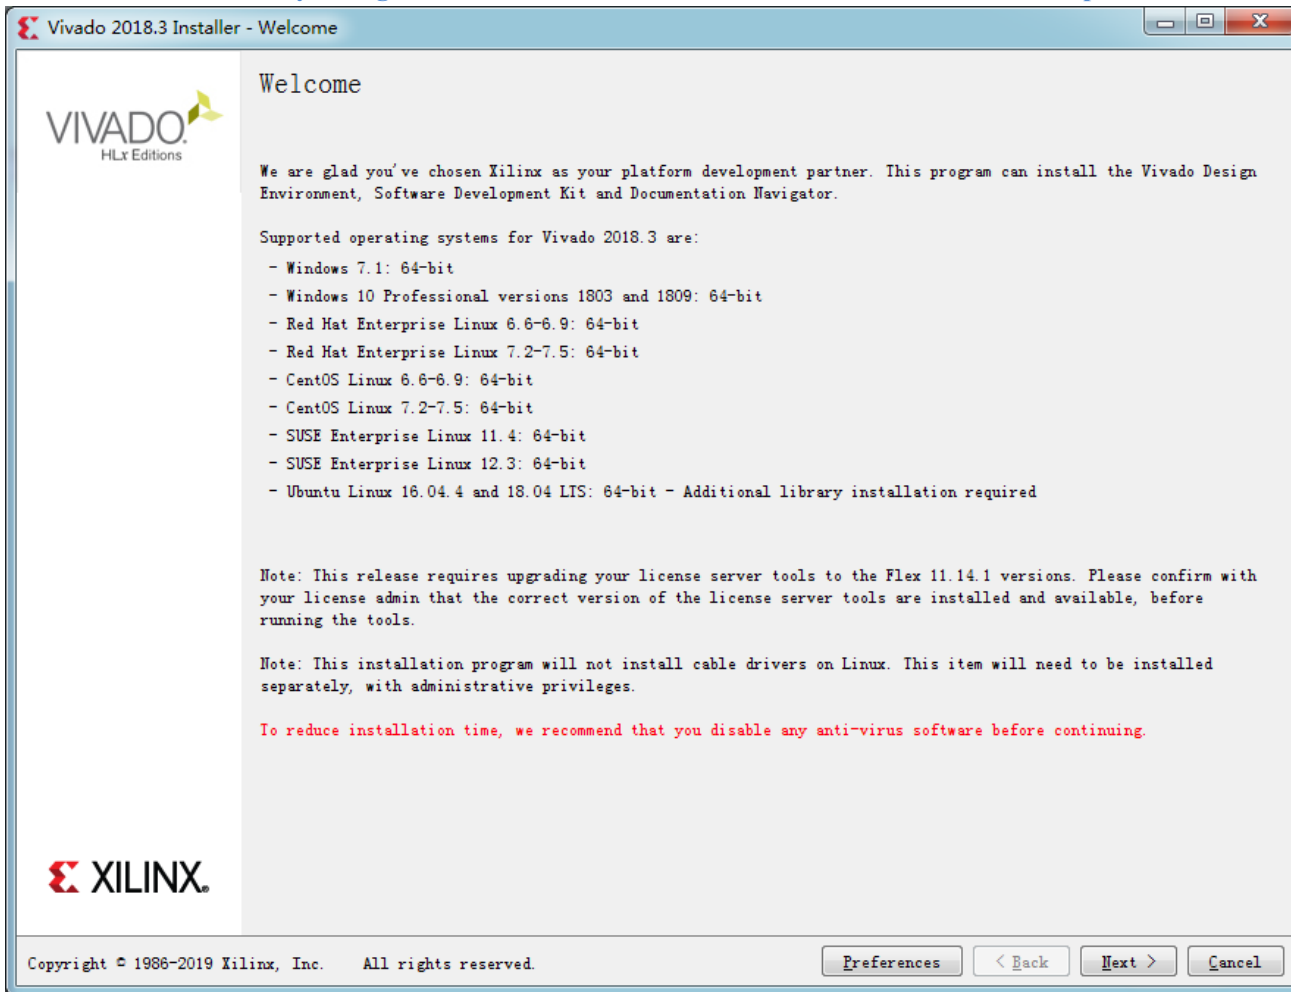 Vivado 2018.3 Installer - Welcome
VIVADO.
HLx Editions
Welcome
We are glad you've chosen Xilinx as your platform development partner. This program can install the Vivado Design
Environment, Software Development Kit and Documentation Navigator.
Supported operating systems for Vivado 2018.3 are:
- Windows 7.1: 64-bit
- Windows 10 Professional versions 1803 and 1809: 64-bit
- Red Hat Enterprise Linux 6.6-6.9: 64-bit
- Red Hat Enterprise Linux 7.2-7.5: 64-bit
- CentOS Linux 6.6-6.9: 64-bit
- CentOS Linux 7.2-7.5: 64-bit
- SUSE Enterprise Linux 11.4: 64-bit
- SUSE Enterprise Linux 12.3: 64-bit
- Ubuntu Linux 16.04.4 and 18.04 LTS: 64-bit - Additional library installation required
Note: This release requires upgrading your license server tools to the Flex 11.14.1 versions. Please confirm with
your license admin that the correct version of the license server tools are installed and available, before
running the tools.
Note: This installation program will not install cable drivers on Linux. This item will need to be installed
separately, with administrative privileges.
To reduce installation time, we recommend that you disable any anti-virus software before continuing.
XILINX®
Copyright © 1986-2019 Xilinx, Inc. All rights reserved.
Preferences < Back Next > Cancel